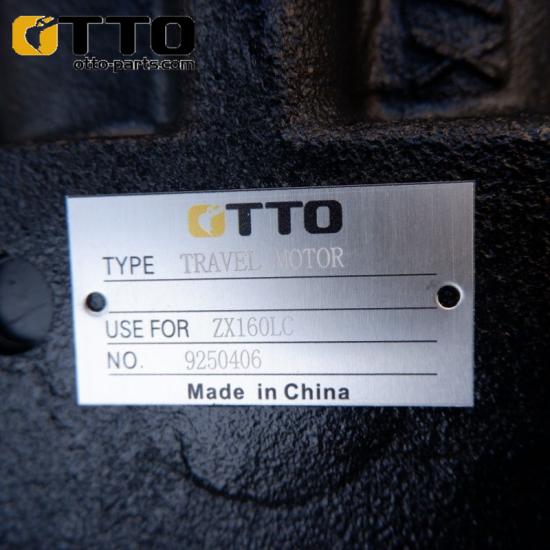 OTTO
otto-parts.com
OTTO
TYPE TRAVEL MOTOR
USE FOR ZX160LC
NO. 9250406
Made in China